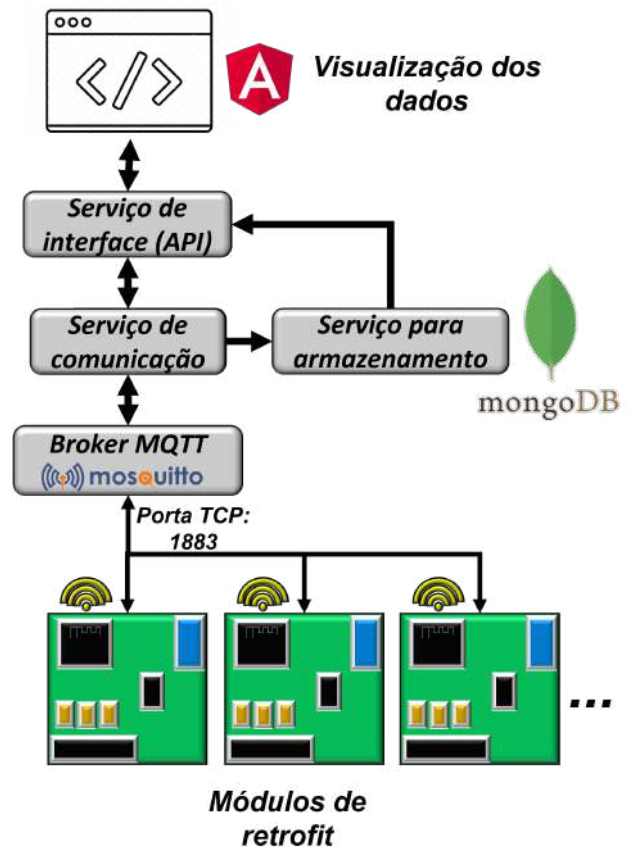 </>
A
Visualização dos
dados
Serviço de
interface (API)
Serviço de
comunicação
Serviço para
armazenamento
mongoDB
Broker MQTT
mosquitto
Porta TCP:
1883
...
Módulos de
retrofit